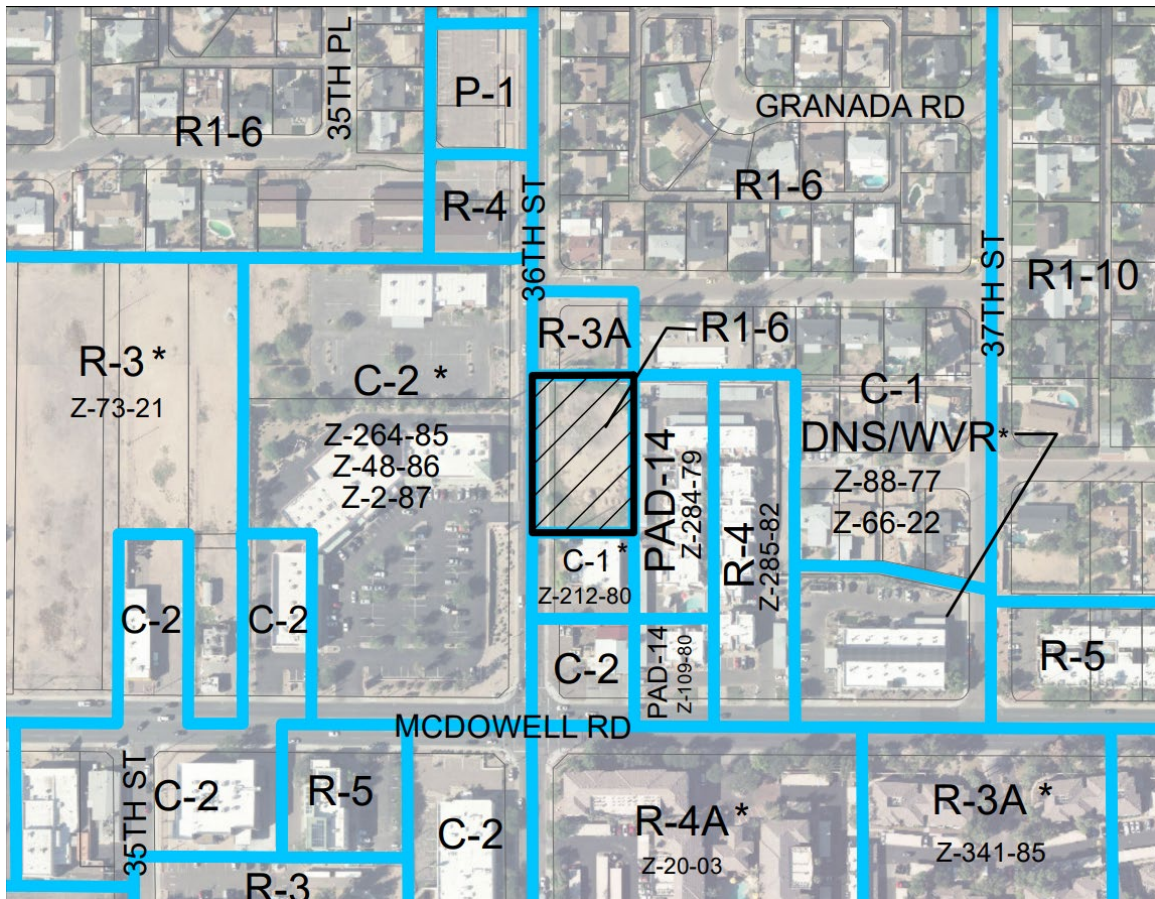 35TH PL
P-1
GRANADA RD
R1-6
R-4
R1-6
36TH ST
37TH ST
R1-10
R-3A
R1-6
R-3 *
Z-73-21
C-2 *
Z-264-85
Z-48-86
Z-2-87
C-1
DNS/WVR*
Z-88-77
Z-66-22
PAD-14
Z-284-79
R-4
Z-285-82
C-1 *
Z-212-80
C-2
C-2
C-2
PAD-14
Z-109-80
R-5
MCDOWELL RD
35TH ST
C-2
R-5
C-2
R-4A *
Z-20-03
R-3A *
Z-341-85
R-3